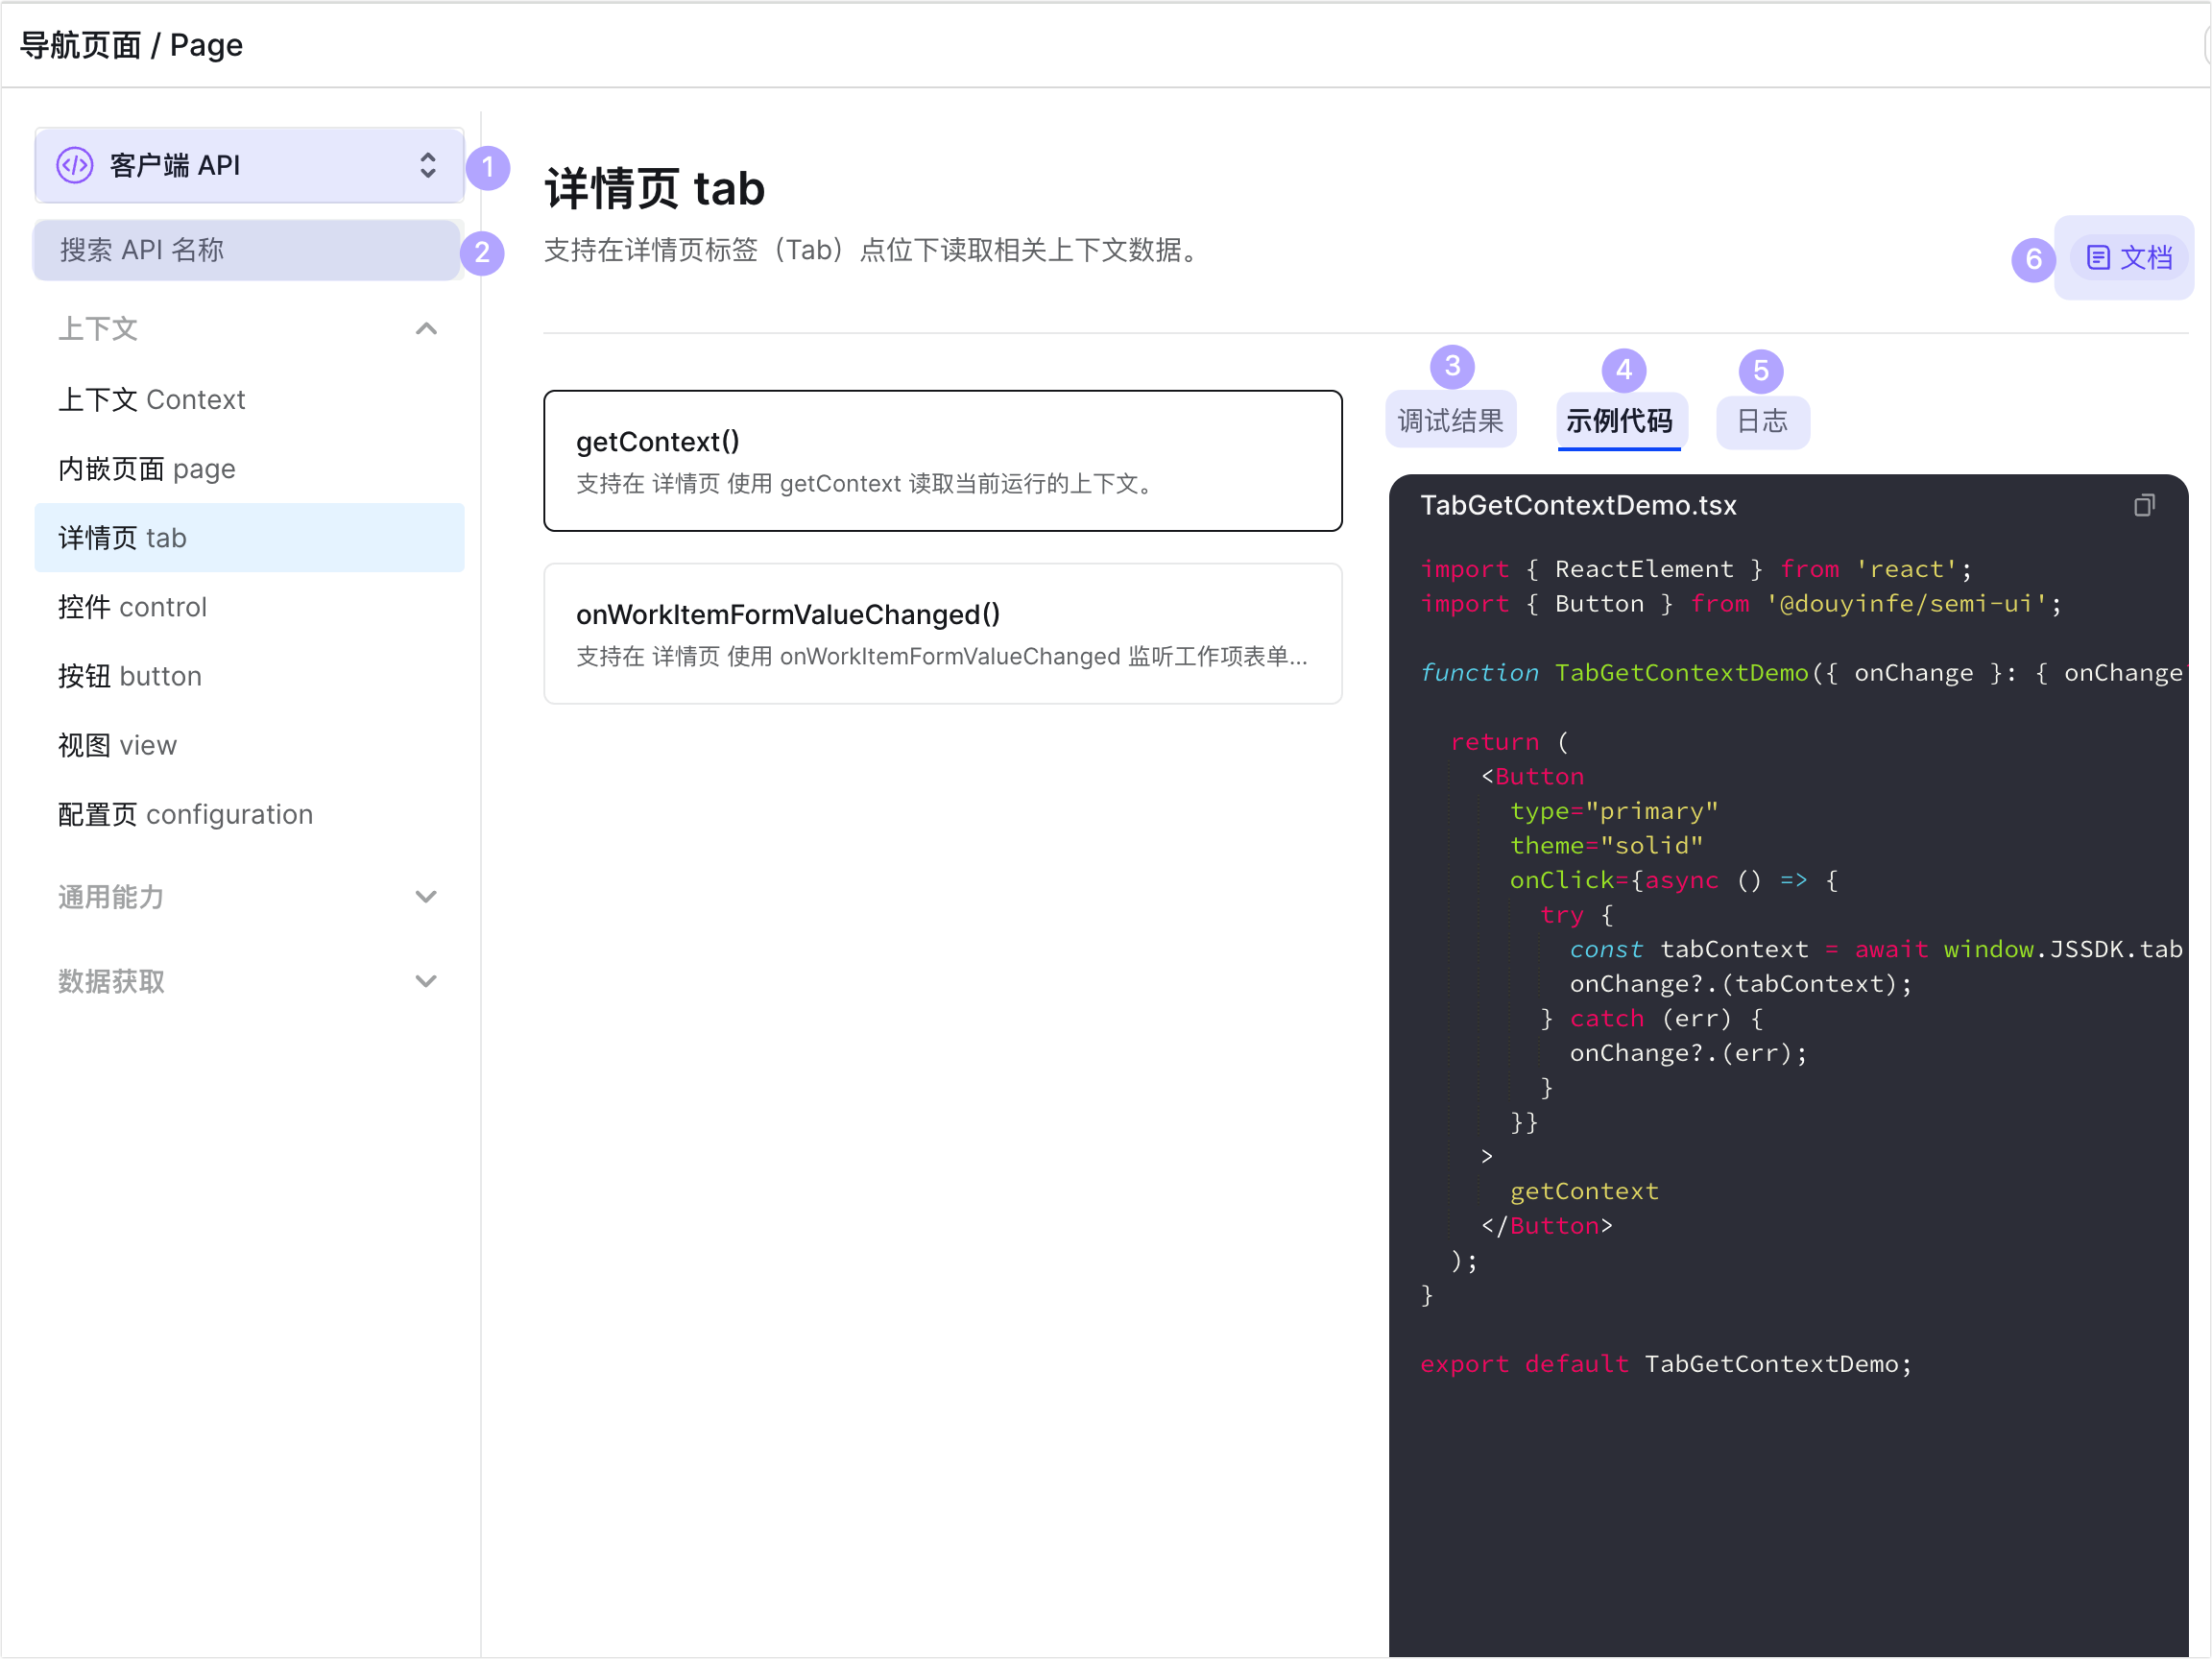 导航页面 / Page
客户端 API
1
搜索 API 名称
2
上下文
上下文 Context
内嵌页面 page
详情页 tab
控件 control
按钮 button
视图 view
配置页 configuration
通用能力
数据获取
详情页 tab
支持在详情页标签（Tab）点位下读取相关上下文数据。
6
文档
getContext()
支持在 详情页 使用 getContext 读取当前运行的上下文。
onWorkItemFormValueChanged()
支持在 详情页 使用 onWorkItemFormValueChanged 监听工作项表单...
3
4
5
调试结果
示例代码
日志
TabGetContextDemo.tsx
import { ReactElement } from 'react';
import { Button } from '@douyinfe/semi-ui';
function TabGetContextDemo({ onChange }: { onChange
return (
<Button
type="primary"
theme="solid"
onClick={async () => {
try {
const tabContext = await window.JSSDK.tab
onChange?.(tabContext);
} catch (err) {
onChange?.(err);
}
}}
>
getContext
</Button>
);
}
export default TabGetContextDemo;